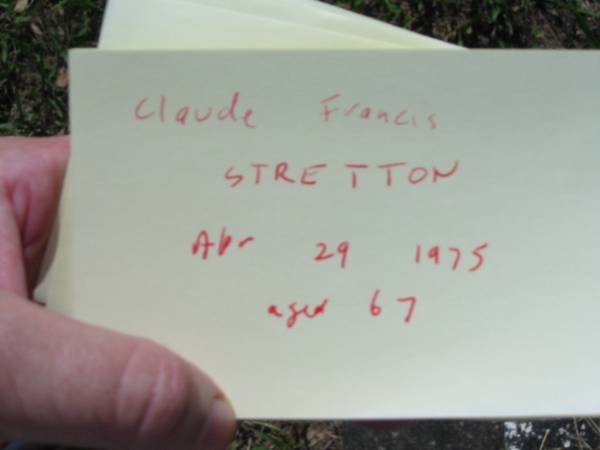 Claude Francis
STRETTON
Apr 29 1975
aged 67